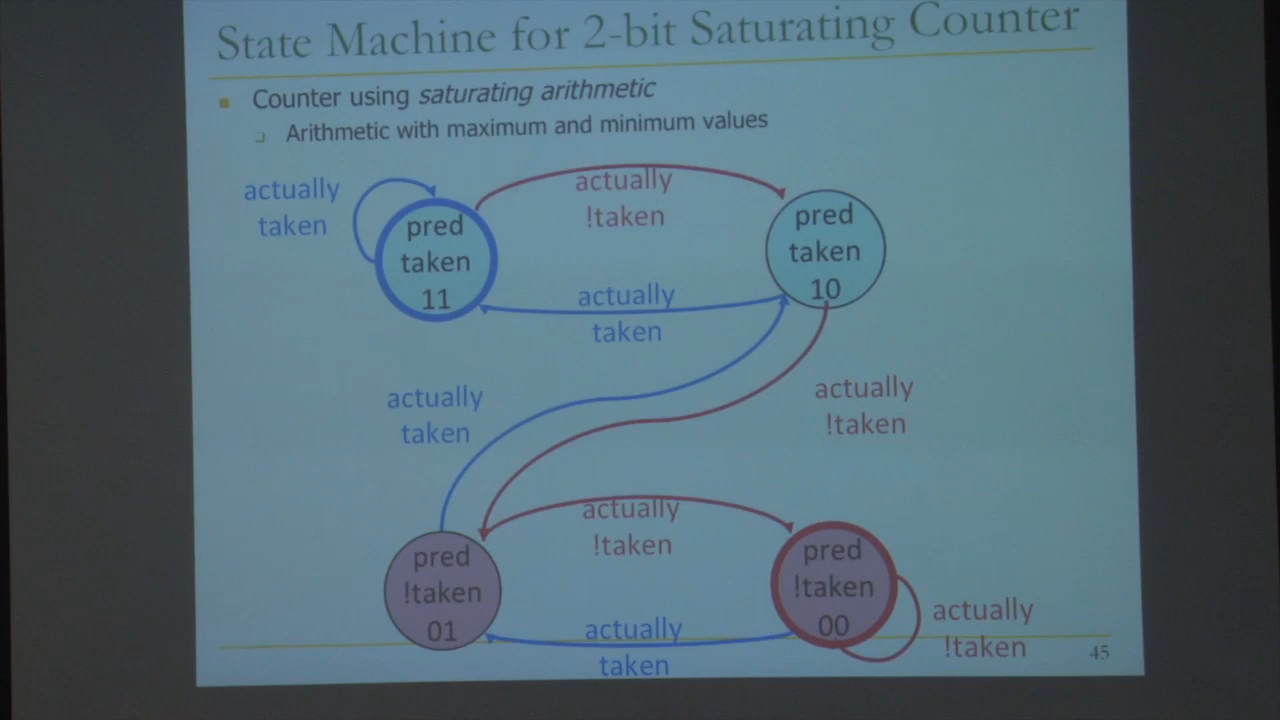 State Machine for 2-bit Saturating Counter
Counter using saturating arithmetic
Arithmetic with maximum and minimum values
actually
taken
pred
taken
11
actually
!taken
pred
taken
10
actually
taken
actually
taken
actually
!taken
pred
!taken
01
actually
!taken
pred
!taken
00
actually
taken
actually
!taken
45